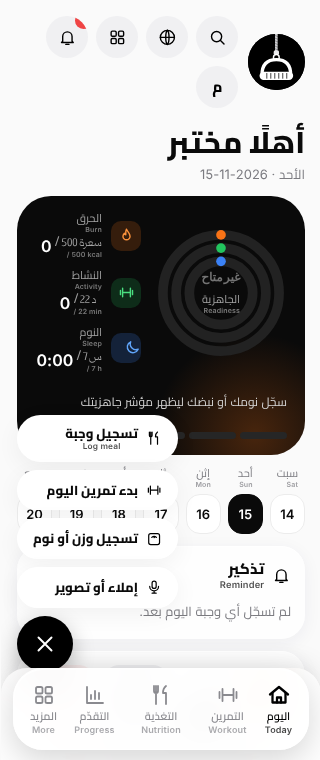 م
أهلًا مختبر
الأحد · 2026-11-15
الحرق
Burn
0 / 500 سعرة
/ 500 kcal
النشاط
Activity
0 / 22 د
/ 22 min
النوم
Sleep
0:00 / 7 س
/ 7 h
غير متاح
الجاهزية
Readiness
سجّل نومك أو نبضك ليظهر مؤشر جاهزيتك
تسجيل وجبة
Log meal
بدء تمرين اليوم
تسجيل وزن أو نوم
إملاء أو تصوير
سبت
Sat
14
أحد
Sun
15
إثن
Mon
16
17
18
19
20
تذكير
Reminder
لم تسجّل أي وجبة اليوم بعد.
اليوم
Today
التمرين
Workout
التغذية
Nutrition
التقدّم
Progress
المزيد
More